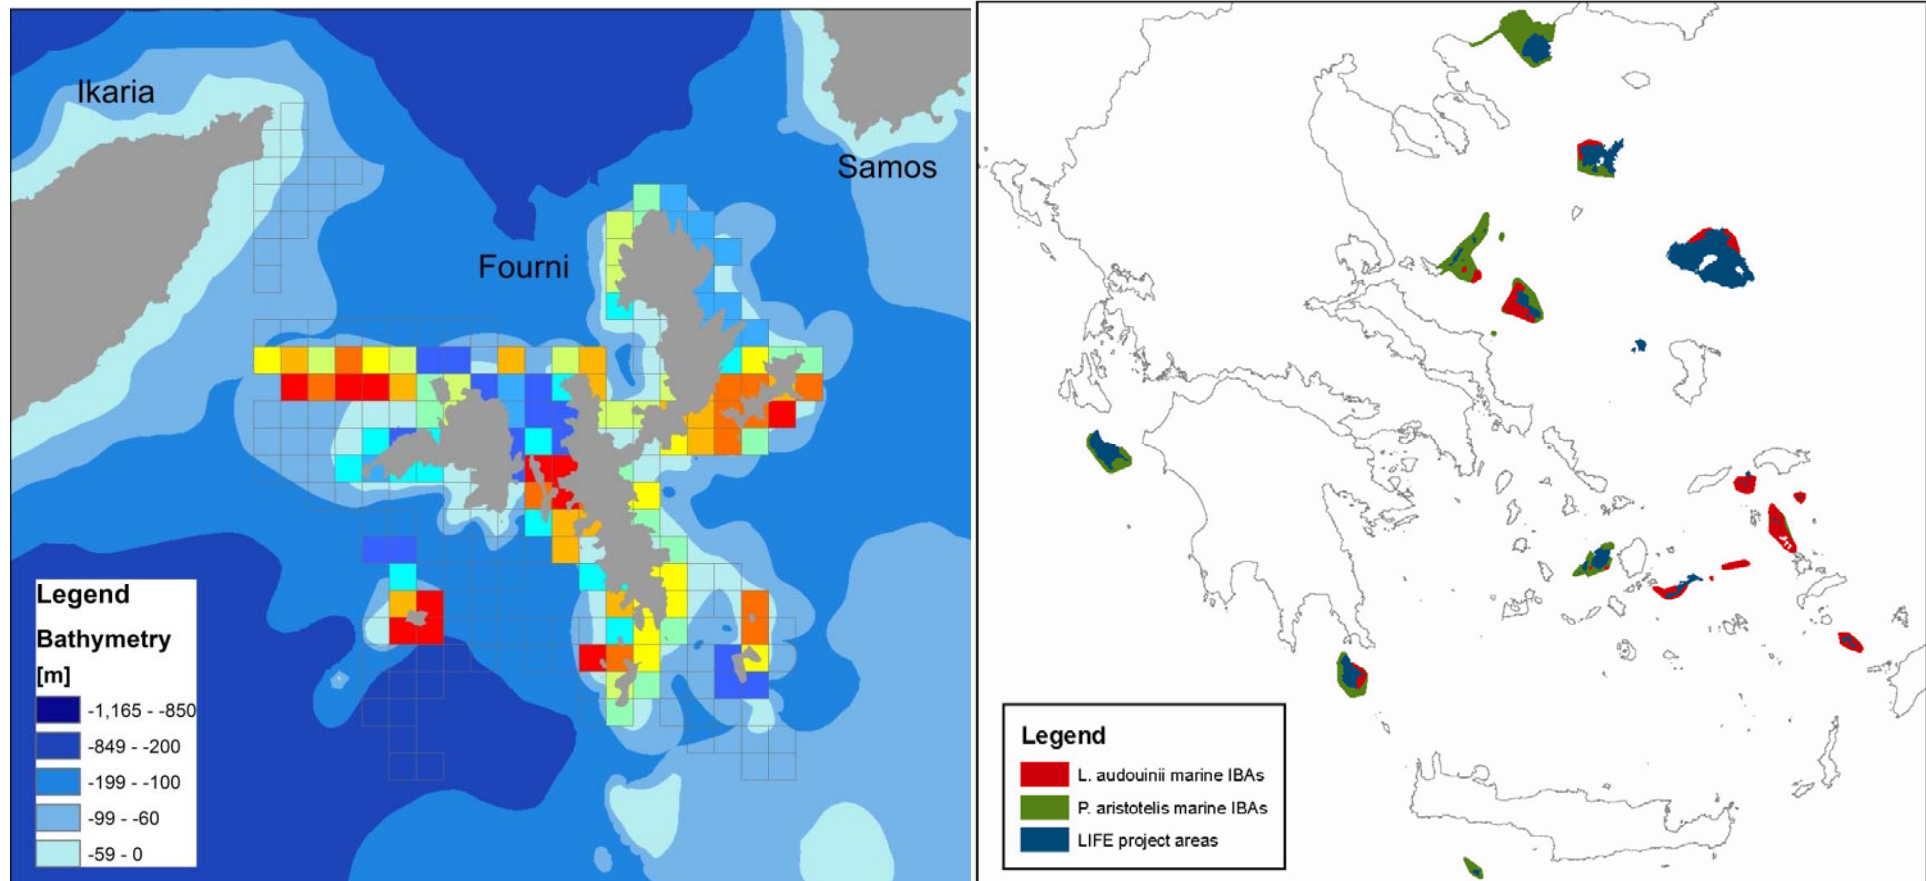 Ikaria
Samos
Fourni
Legend
Bathymetry
[m]
-1,165 - -850
-849 - -200
-199 - -100
-99 - -60
-59 - 0
Legend
L. audouinii marine IBAs
P. aristotelis marine IBAs
LIFE project areas